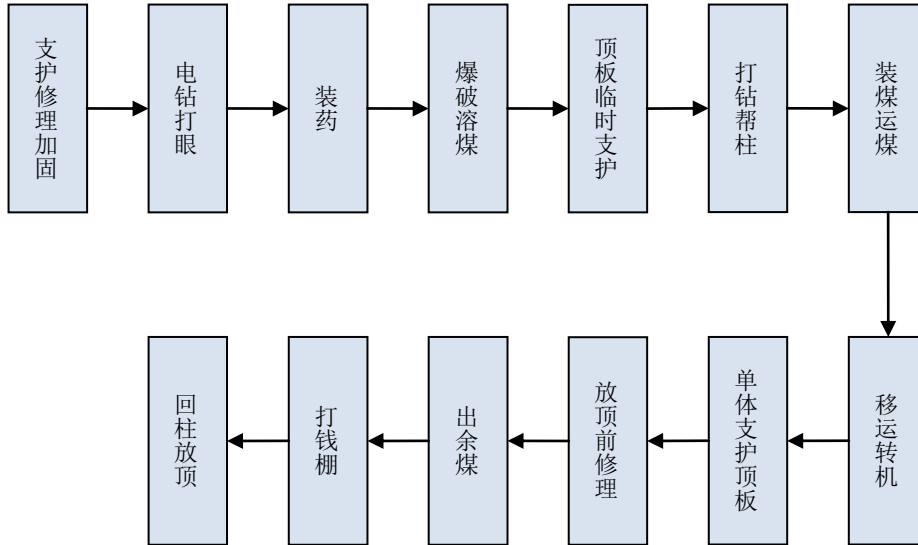 支护修理加固
电钻打眼
装药
爆破溶煤
顶板临时支护
打钻帮柱
装煤运煤
移运转机
单体支护顶板
放顶前修理
出余煤
打钱棚
回柱放顶